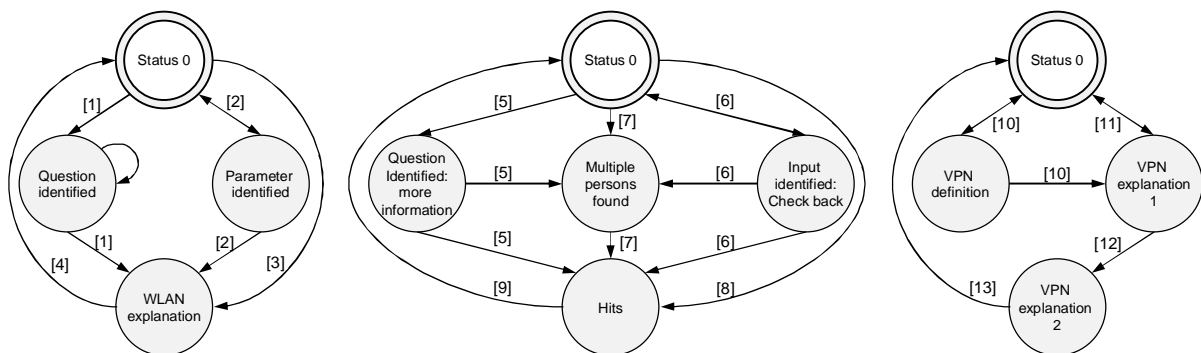 Status 0
[1]
[2]
Question
identified
Parameter
identified
[1]
[2]
[4]
[3]
WLAN
explanation
Status 0
[5]
[6]
[7]
Question
Identified:
more
information
Multiple
persons
found
Input
identified:
Check back
[5]
[6]
[5]
[7]
[6]
[9]
[8]
Hits
Status 0
[10]
[11]
VPN
definition
[10]
VPN
explanation
1
[12]
[13]
VPN
explanation
2